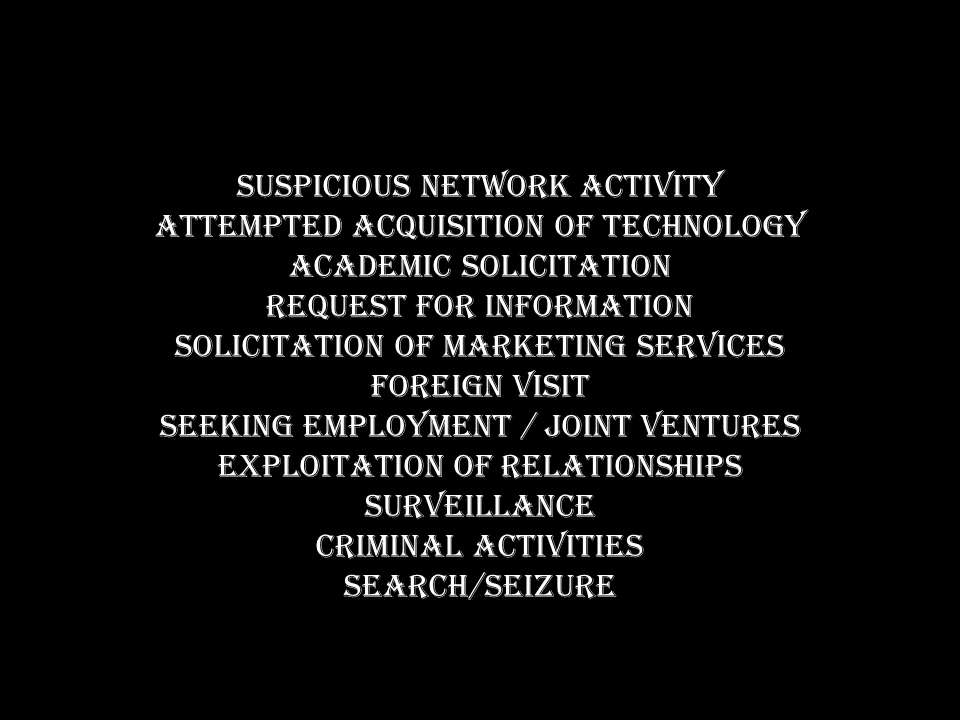 SUSPICIOUS NETWORK ACTIVITY
ATTEMPTED ACQUISITION OF TECHNOLOGY
ACADEMIC SOLICITATION
REQUEST FOR INFORMATION
SOLICITATION OF MARKETING SERVICES
FOREIGN VISIT
SEEKING EMPLOYMENT / JOINT VENTURES
EXPLOITATION OF RELATIONSHIPS
SURVEILLANCE
CRIMINAL ACTIVITIES
SEARCH/SEIZURE